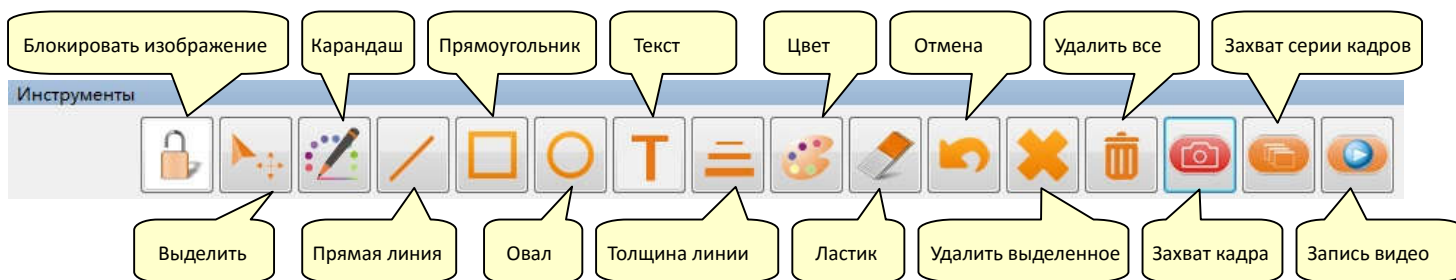 Блокировать изображение
Карандаш
Прямоугольник
Текст
Цвет
Отмена
Удалить все
Захват серии кадров
Инструменты
T
Выделить
Прямая линия
Овал
Толщина линии
Ластик
Удалить выделенное
Захват кадра
Запись видео